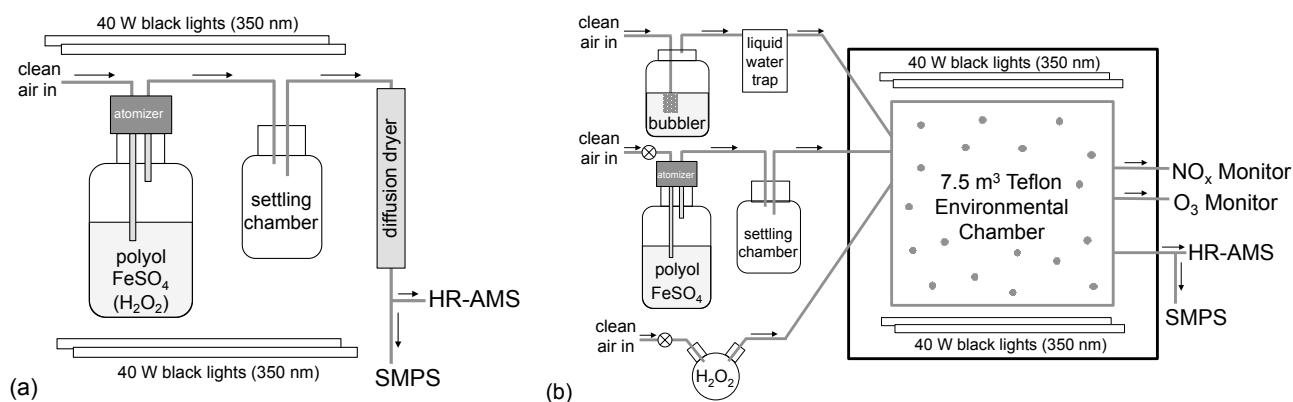 40 W black lights (350 nm)
clean
air in
atomizer
settling
chamber
diffusion dryer
polyol
FeSO₄
(H₂O₂)
HR-AMS
40 W black lights (350 nm)
SMPS
(a)
clean
air in
liquid
water
trap
bubbler
40 W black lights (350 nm)
clean
air in
atomizer
settling
chamber
polyol
FeSO₄
7.5 m³ Teflon
Environmental
Chamber
NOₓ Monitor
O₃ Monitor
HR-AMS
SMPS
clean
air in
H₂O₂
40 W black lights (350 nm)
(b)